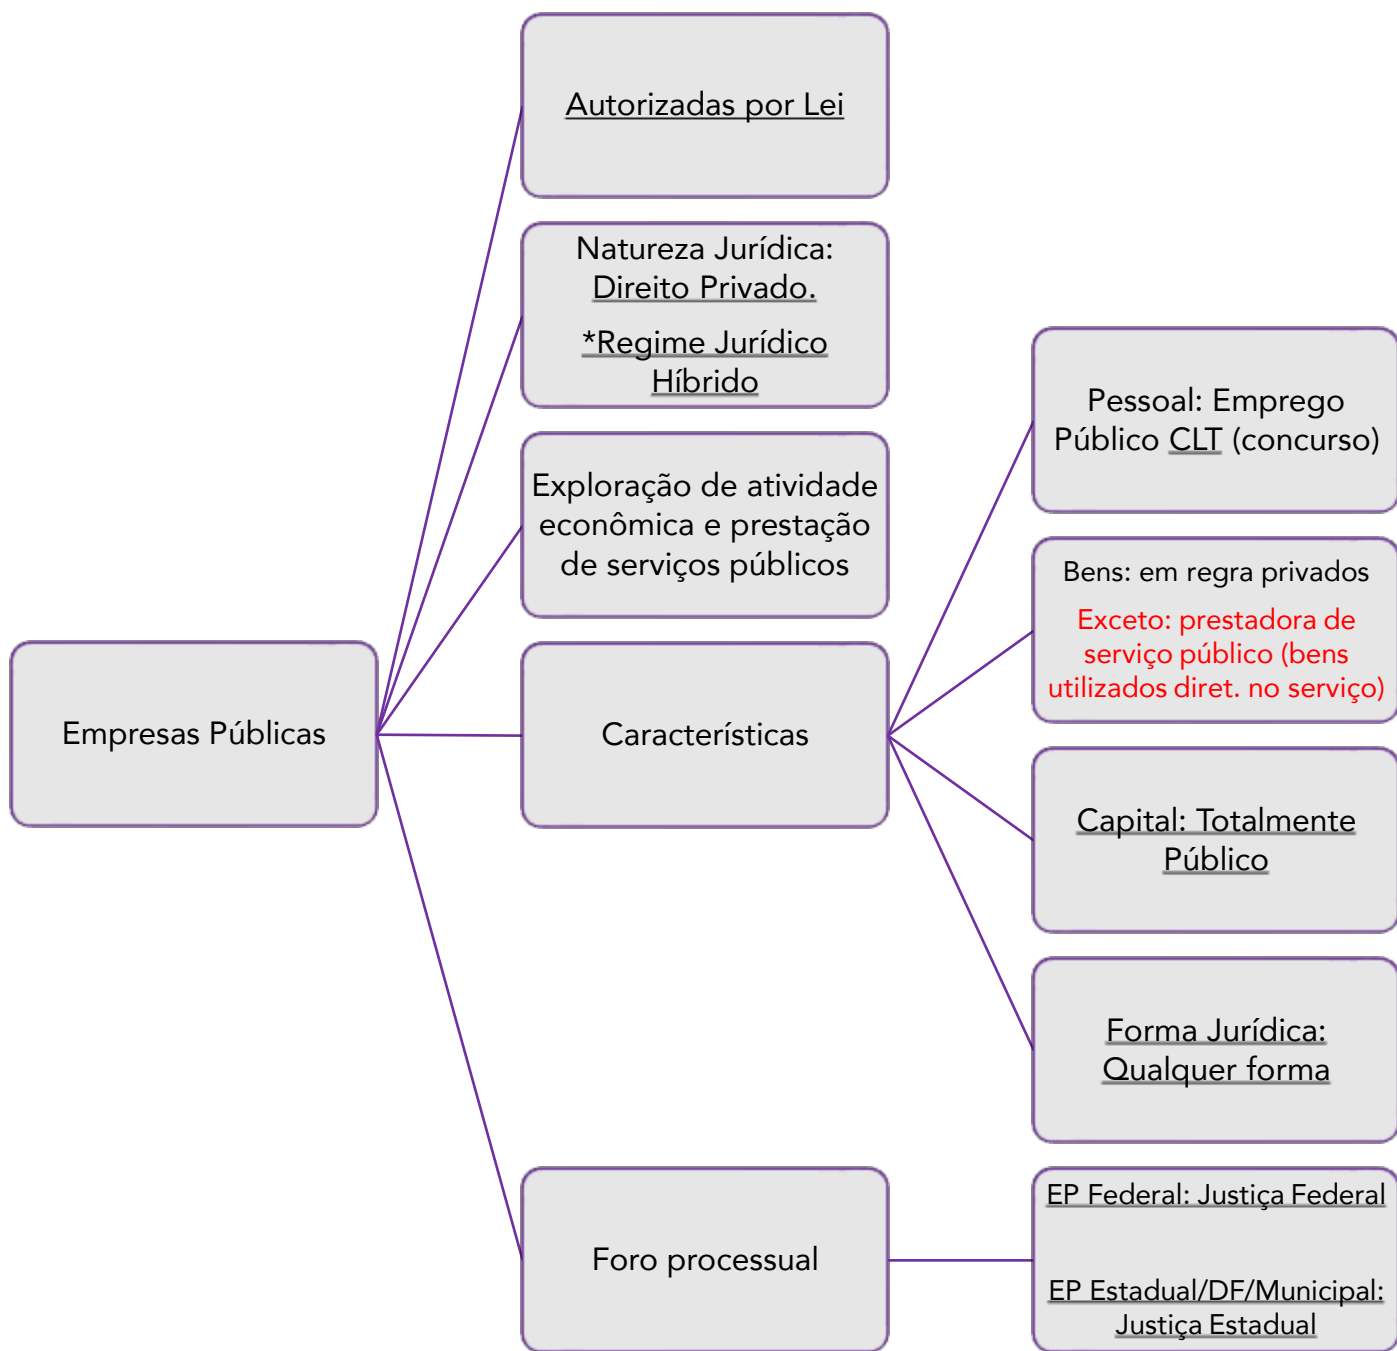 Autorizadas por Lei
Natureza Jurídica:
Direito Privado.
*Regime Jurídico
Híbrido
Exploração de atividade
econômica e prestação
de serviços públicos
Empresas Públicas
Características
Pessoal: Emprego
Público CLT (concurso)
Bens: em regra privados
Exceto: prestadora de
serviço público (bens
utilizados diret. no serviço)
Capital: Totalmente
Público
Forma Jurídica:
Qualquer forma
Foro processual
EP Federal: Justiça Federal
EP Estadual/DF/Municipal:
Justiça Estadual